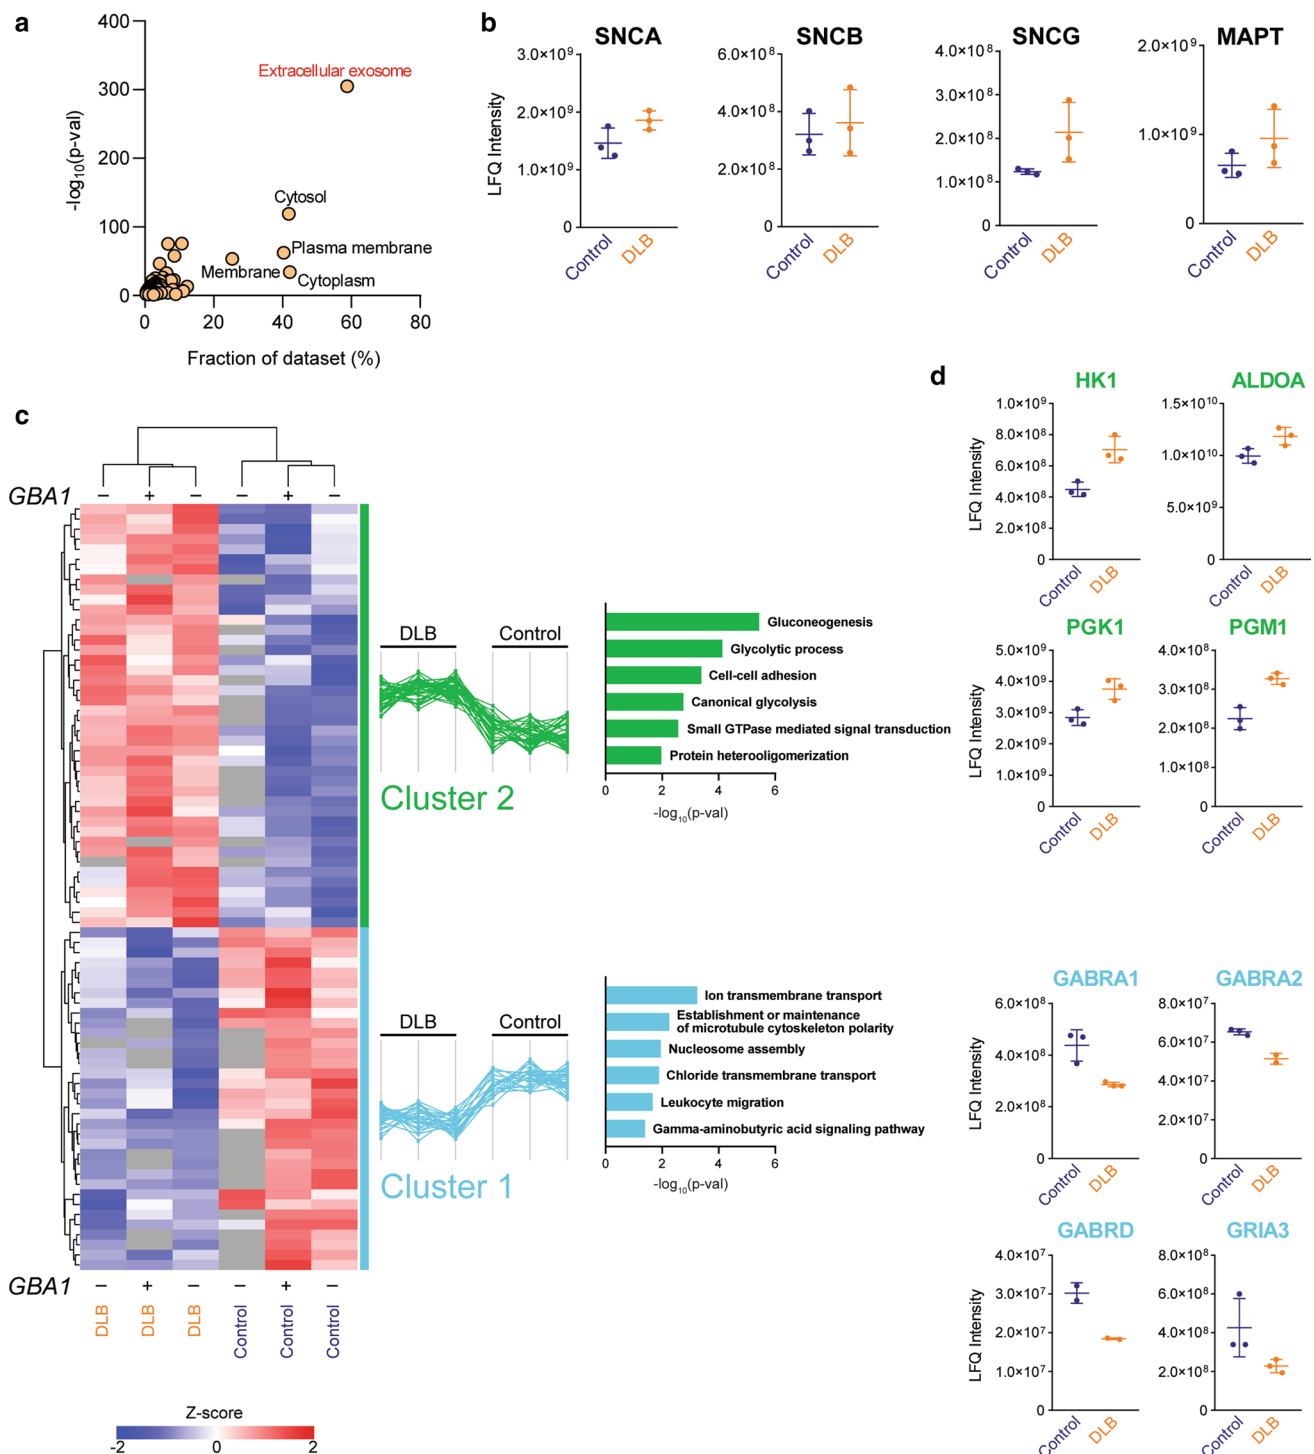 a
400
300
200
100
0
-log10(p-val)
Extracellular exosome
Cytosol
Plasma membrane
Membrane
Cytoplasm
0 20 40 60 80
Fraction of dataset (%)
b
SNCA
3.0×10⁹
2.0×10⁹
1.0×10⁹
0
LFQ Intensity
Control
DLB
SNCB
6.0×10⁸
4.0×10⁸
2.0×10⁸
0
Control
DLB
SNCG
4.0×10⁸
3.0×10⁸
2.0×10⁸
1.0×10⁸
0
Control
DLB
MAPT
2.0×10⁹
1.0×10⁹
0
Control
DLB
c
GBA1 − + − − + −
DLB
Control
Cluster 2
Gluconeogenesis
Glycolytic process
Cell-cell adhesion
Canonical glycolysis
Small GTPase mediated signal transduction
Protein heterooligomerization
0 2 4 6
-log10(p-val)
DLB
Control
Cluster 1
Ion transmembrane transport
Establishment or maintenance
of microtubule cytoskeleton polarity
Nucleosome assembly
Chloride transmembrane transport
Leukocyte migration
Gamma-aminobutyric acid signaling pathway
0 2 4 6
-log10(p-val)
GBA1 − + − − + −
DLB
DLB
DLB
Control
Control
Control
Z-score
-2 0 2
d
HK1
1.0×10⁹
8.0×10⁸
6.0×10⁸
4.0×10⁸
2.0×10⁸
0
LFQ Intensity
Control
DLB
ALDOA
1.5×10¹⁰
1.0×10¹⁰
5.0×10⁹
0
Control
DLB
PGK1
5.0×10⁹
4.0×10⁹
3.0×10⁹
2.0×10⁹
1.0×10⁹
0
LFQ Intensity
Control
DLB
PGM1
4.0×10⁸
3.0×10⁸
2.0×10⁸
1.0×10⁸
0
Control
DLB
GABRA1
6.0×10⁸
4.0×10⁸
2.0×10⁸
0
LFQ Intensity
Control
DLB
GABRA2
8.0×10⁷
6.0×10⁷
4.0×10⁷
2.0×10⁷
0
Control
DLB
GABRD
4.0×10⁷
3.0×10⁷
2.0×10⁷
1.0×10⁷
0
LFQ Intensity
Control
DLB
GRIA3
8.0×10⁸
6.0×10⁸
4.0×10⁸
2.0×10⁸
0
Control
DLB